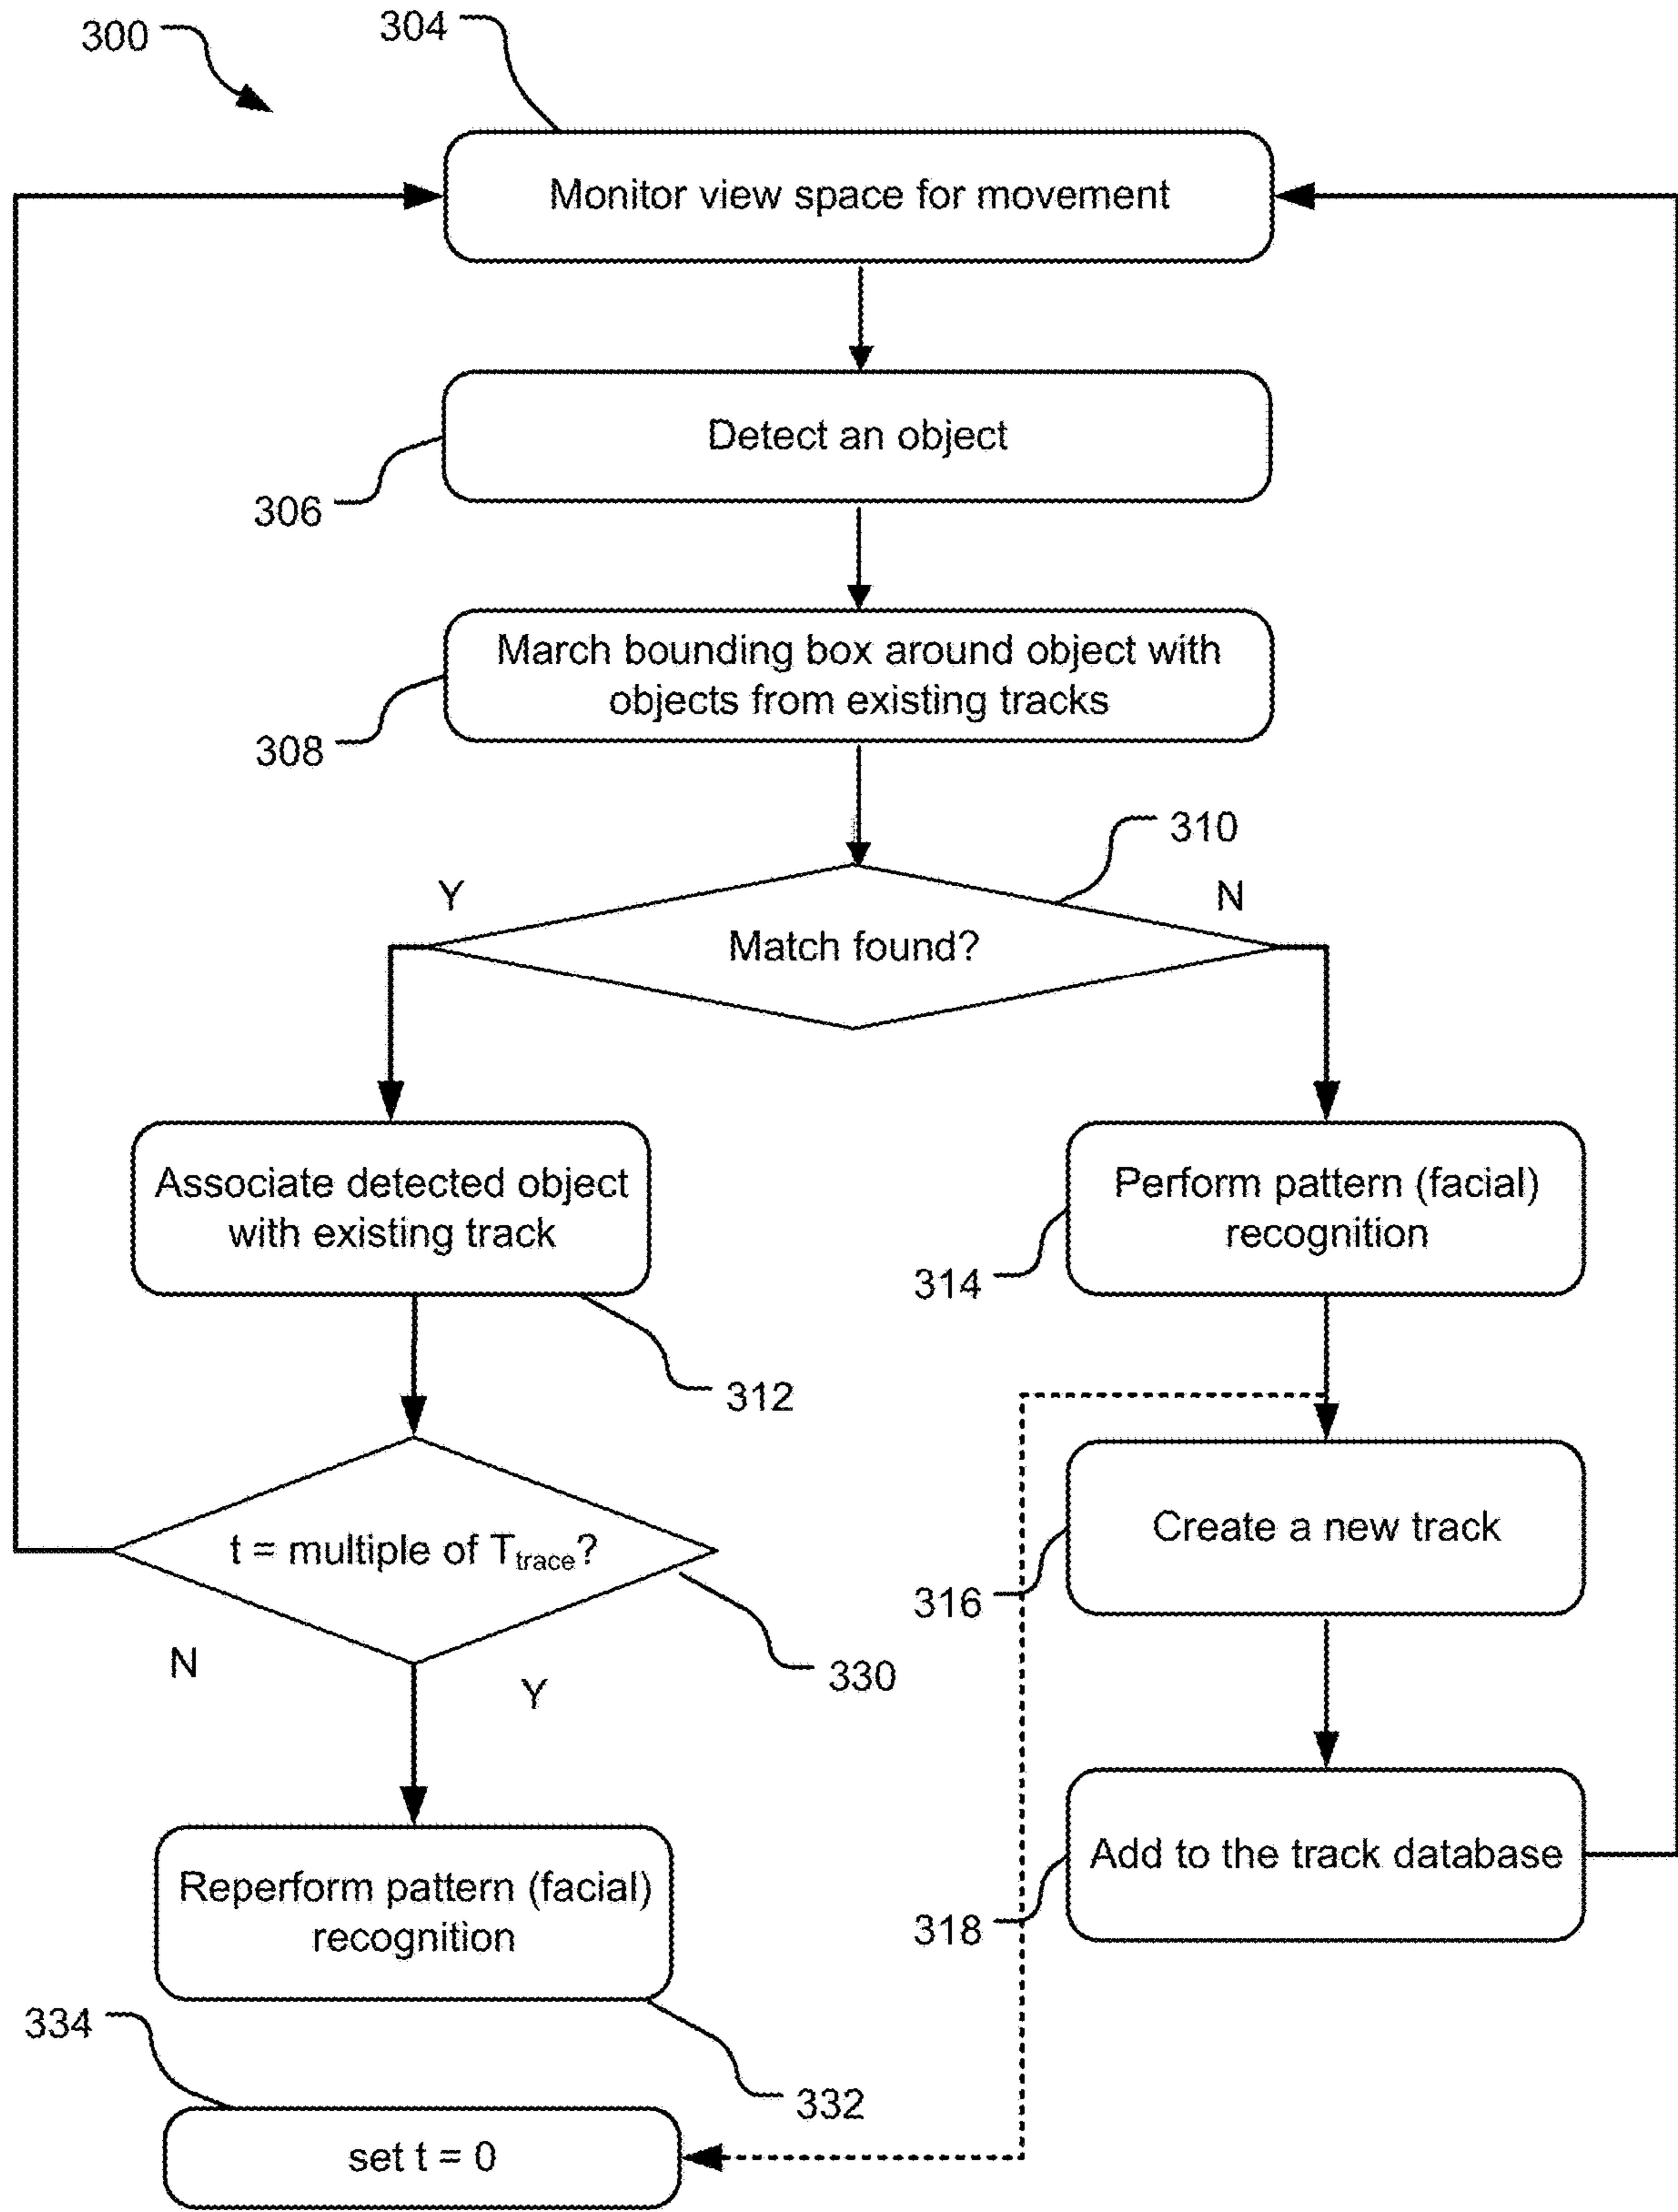 300
304
Monitor view space for movement
Detect an object
306
March bounding box around object with
objects from existing tracks
308
310
Y
N
Match found?
Associate detected object
with existing track
Perform pattern (facial)
recognition
314
312
t = multiple of Ttrace?
Create a new track
316
N
Y
330
Reperform pattern (facial)
recognition
Add to the track database
318
334
332
set t = 0